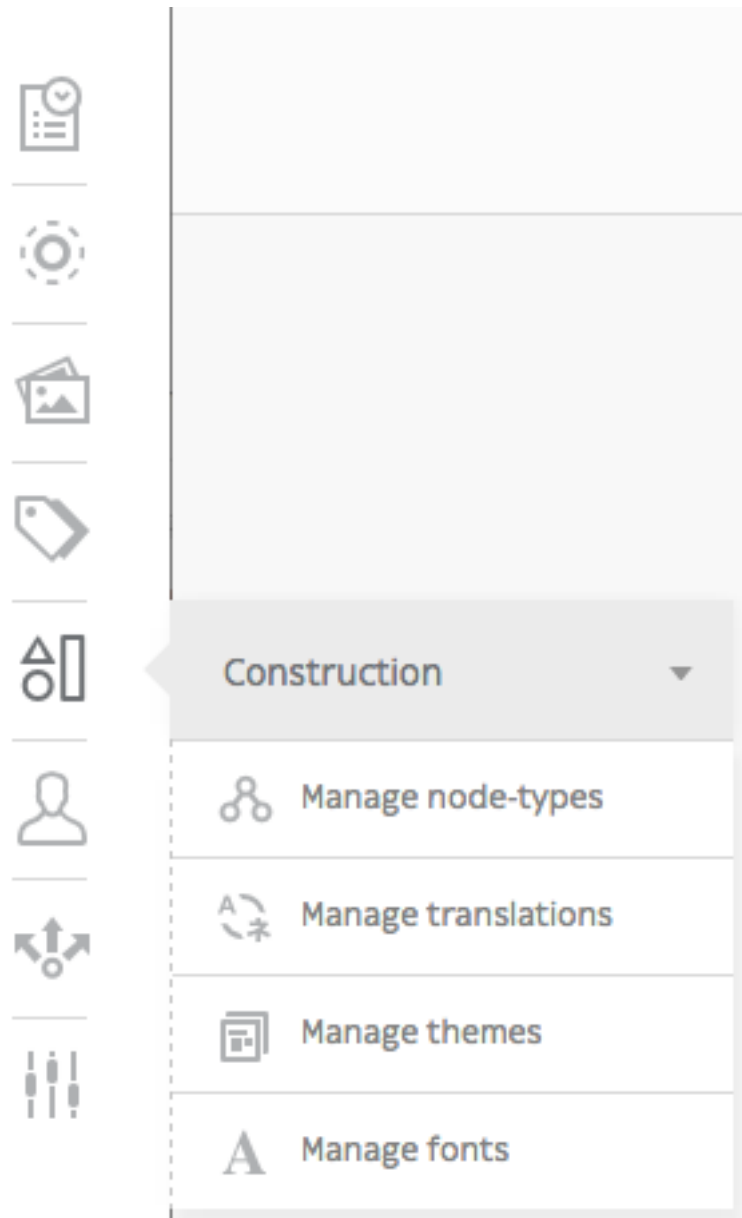 Construction
Manage node-types
Manage translations
Manage themes
Manage fonts